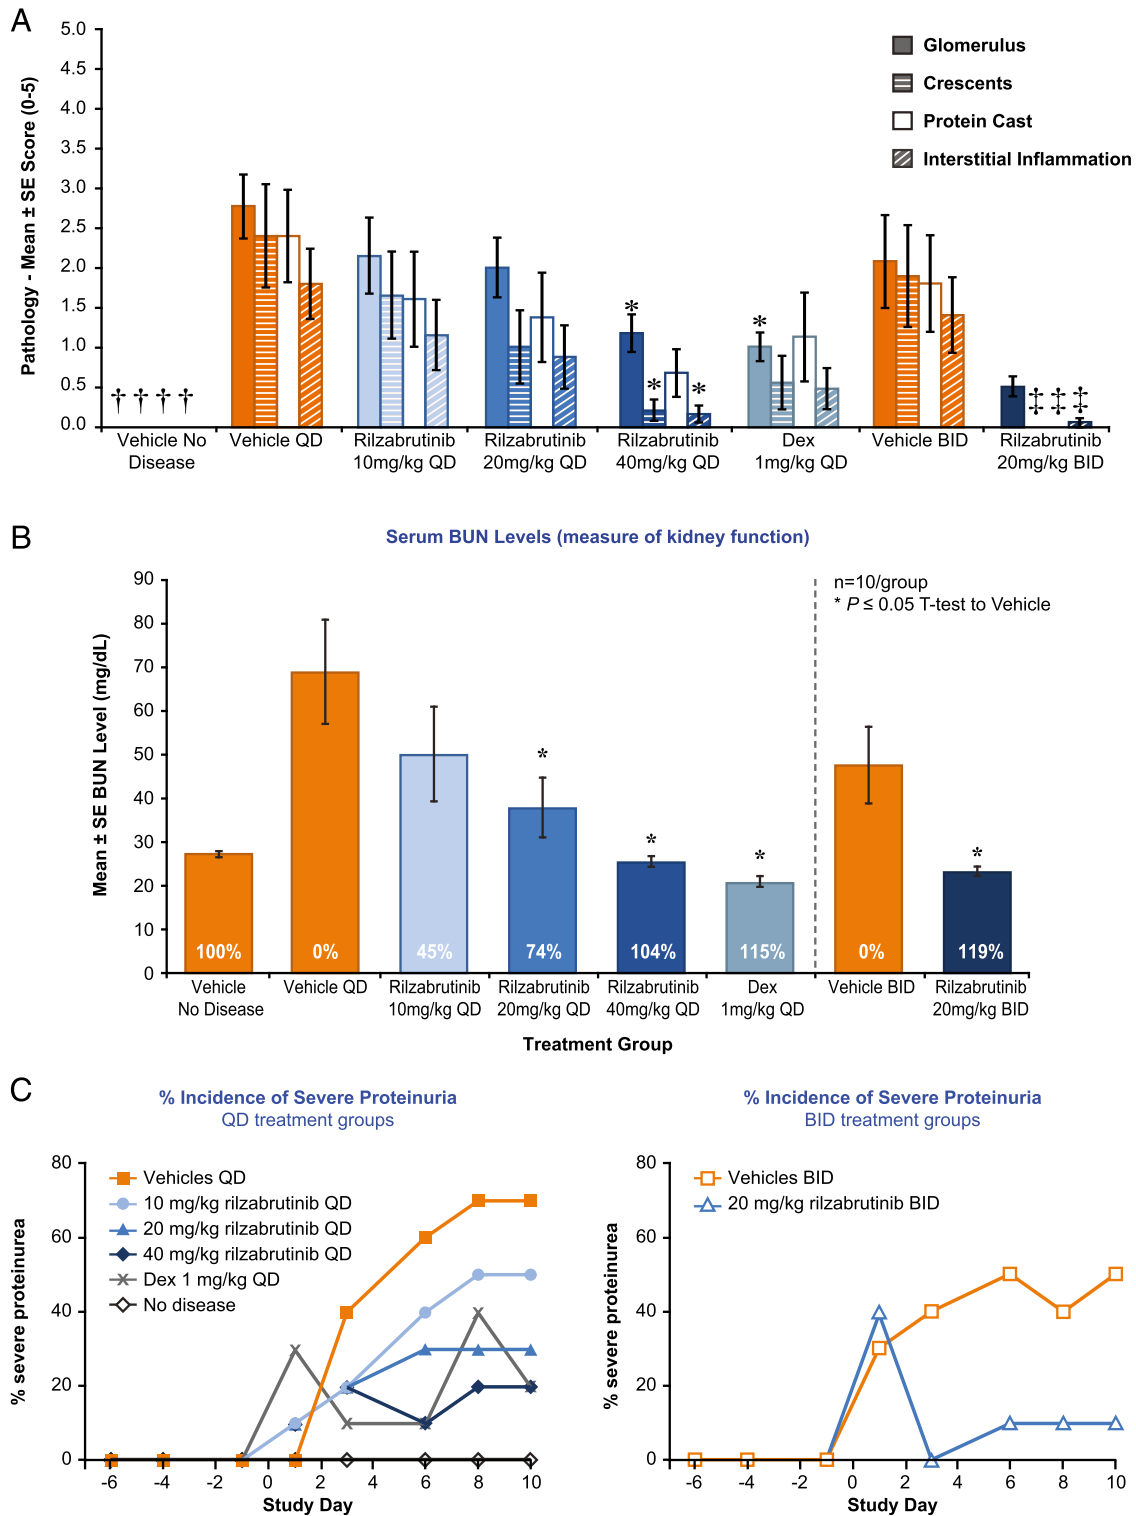 A
Pathology - Mean ± SE Score (0-5)
5.0
4.5
4.0
3.5
3.0
2.5
2.0
1.5
1.0
0.5
0.0
Glomerulus
Crescents
Protein Cast
Interstitial Inflammation
† † † †
*
*
*
*
‡ ‡ ‡
Vehicle No
Disease
Vehicle QD
Rilzabrutinib
10mg/kg QD
Rilzabrutinib
20mg/kg QD
Rilzabrutinib
40mg/kg QD
Dex
1mg/kg QD
Vehicle BID
Rilzabrutinib
20mg/kg BID
B
Serum BUN Levels (measure of kidney function)
Mean ± SE BUN Level (mg/dL)
90
80
70
60
50
40
30
20
10
0
n=10/group
* P ≤ 0.05 T-test to Vehicle
*
*
*
*
100%
0%
45%
74%
104%
115%
0%
119%
Vehicle
No Disease
Vehicle QD
Rilzabrutinib
10mg/kg QD
Rilzabrutinib
20mg/kg QD
Rilzabrutinib
40mg/kg QD
Dex
1mg/kg QD
Vehicle BID
Rilzabrutinib
20mg/kg BID
Treatment Group
C
% Incidence of Severe Proteinuria
QD treatment groups
% severe proteinurea
80
60
40
20
0
Vehicles QD
10 mg/kg rilzabrutinib QD
20 mg/kg rilzabrutinib QD
40 mg/kg rilzabrutinib QD
Dex 1 mg/kg QD
No disease
-6 -4 -2 0 2 4 6 8 10
Study Day
% Incidence of Severe Proteinuria
BID treatment groups
% severe proteinurea
80
60
40
20
0
Vehicles BID
20 mg/kg rilzabrutinib BID
-6 -4 -2 0 2 4 6 8 10
Study Day